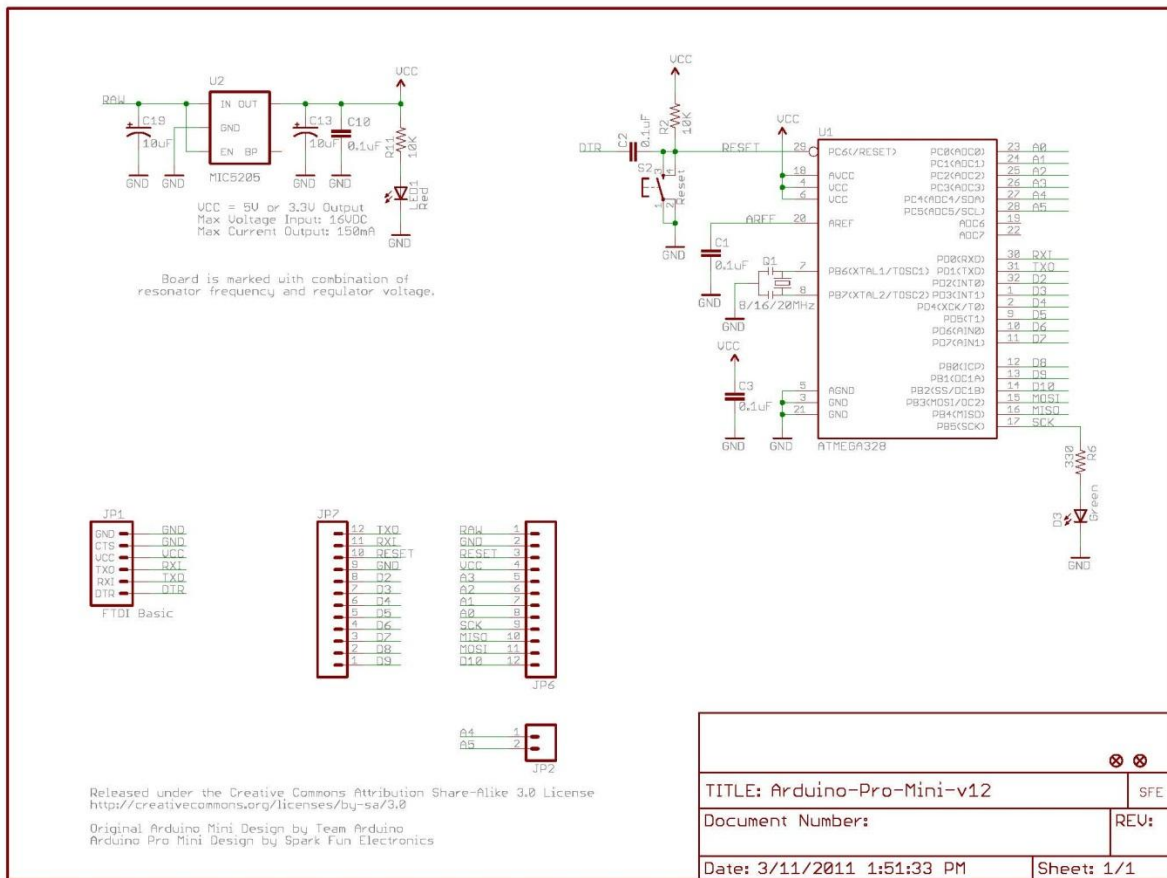 U2
RAW
IN OUT
GND
EN BP
MIC5205
C19
10uF
GND
GND
C13
10uF
GND
C10
0.1uF
GND
VCC
R11
10K
LED1
Red
GND
VCC = 5V or 3.3V Output
Max Voltage Input: 16VDC
Max Current Output: 150mA
Board is marked with combination of
resonator frequency and regulator voltage.
VCC
R2
10K
DTR
C2
0.1uF
RESET
S2
3 4
1 2
Reset
GND
VCC
AREF
C1
0.1uF
GND
Q1
8/16/20MHz
GND
VCC
C3
0.1uF
GND
GND
U1
29 PC6(/RESET)
18 AVCC
4 VCC
6 VCC
20 AREF
7 PB6(XTAL1/TOSC1)
8 PB7(XTAL2/TOSC2)
5 AGND
3 GND
21 GND
PC0(ADC0) 23 A0
PC1(ADC1) 24 A1
PC2(ADC2) 25 A2
PC3(ADC3) 26 A3
PC4(ADC4/SDA) 27 A4
PC5(ADC5/SCL) 28 A5
ADC6 19
ADC7 22
PD0(RXD) 30 RXI
PD1(TXD) 31 TXO
PD2(INT0) 32 D2
PD3(INT1) 1 D3
PD4(XCK/T0) 2 D4
PD5(T1) 9 D5
PD6(AIN0) 10 D6
PD7(AIN1) 11 D7
PB0(ICP) 12 D8
PB1(OC1A) 13 D9
PB2(SS/OC1B) 14 D10
PB3(MOSI/OC2) 15 MOSI
PB4(MISO) 16 MISO
PB5(SCK) 17 SCK
ATMEGA328
330
R6
D3
Green
GND
JP1
GND GND
CTS GND
VCC VCC
TXO RXI
RXI TXO
DTR DTR
FTDI Basic
JP7
12 TXO
11 RXI
10 RESET
9 GND
8 D2
7 D3
6 D4
5 D5
4 D6
3 D7
2 D8
1 D9
RAW 1
GND 2
RESET 3
VCC 4
A3 5
A2 6
A1 7
A0 8
SCK 9
MISO 10
MOSI 11
D10 12
JP6
A4 1
A5 2
JP2
Released under the Creative Commons Attribution Share-Alike 3.0 License
http://creativecommons.org/licenses/by-sa/3.0
Original Arduino Mini Design by Team Arduino
Arduino Pro Mini Design by Spark Fun Electronics
TITLE: Arduino-Pro-Mini-v12
SFE
Document Number:
REV:
Date: 3/11/2011 1:51:33 PM
Sheet: 1/1